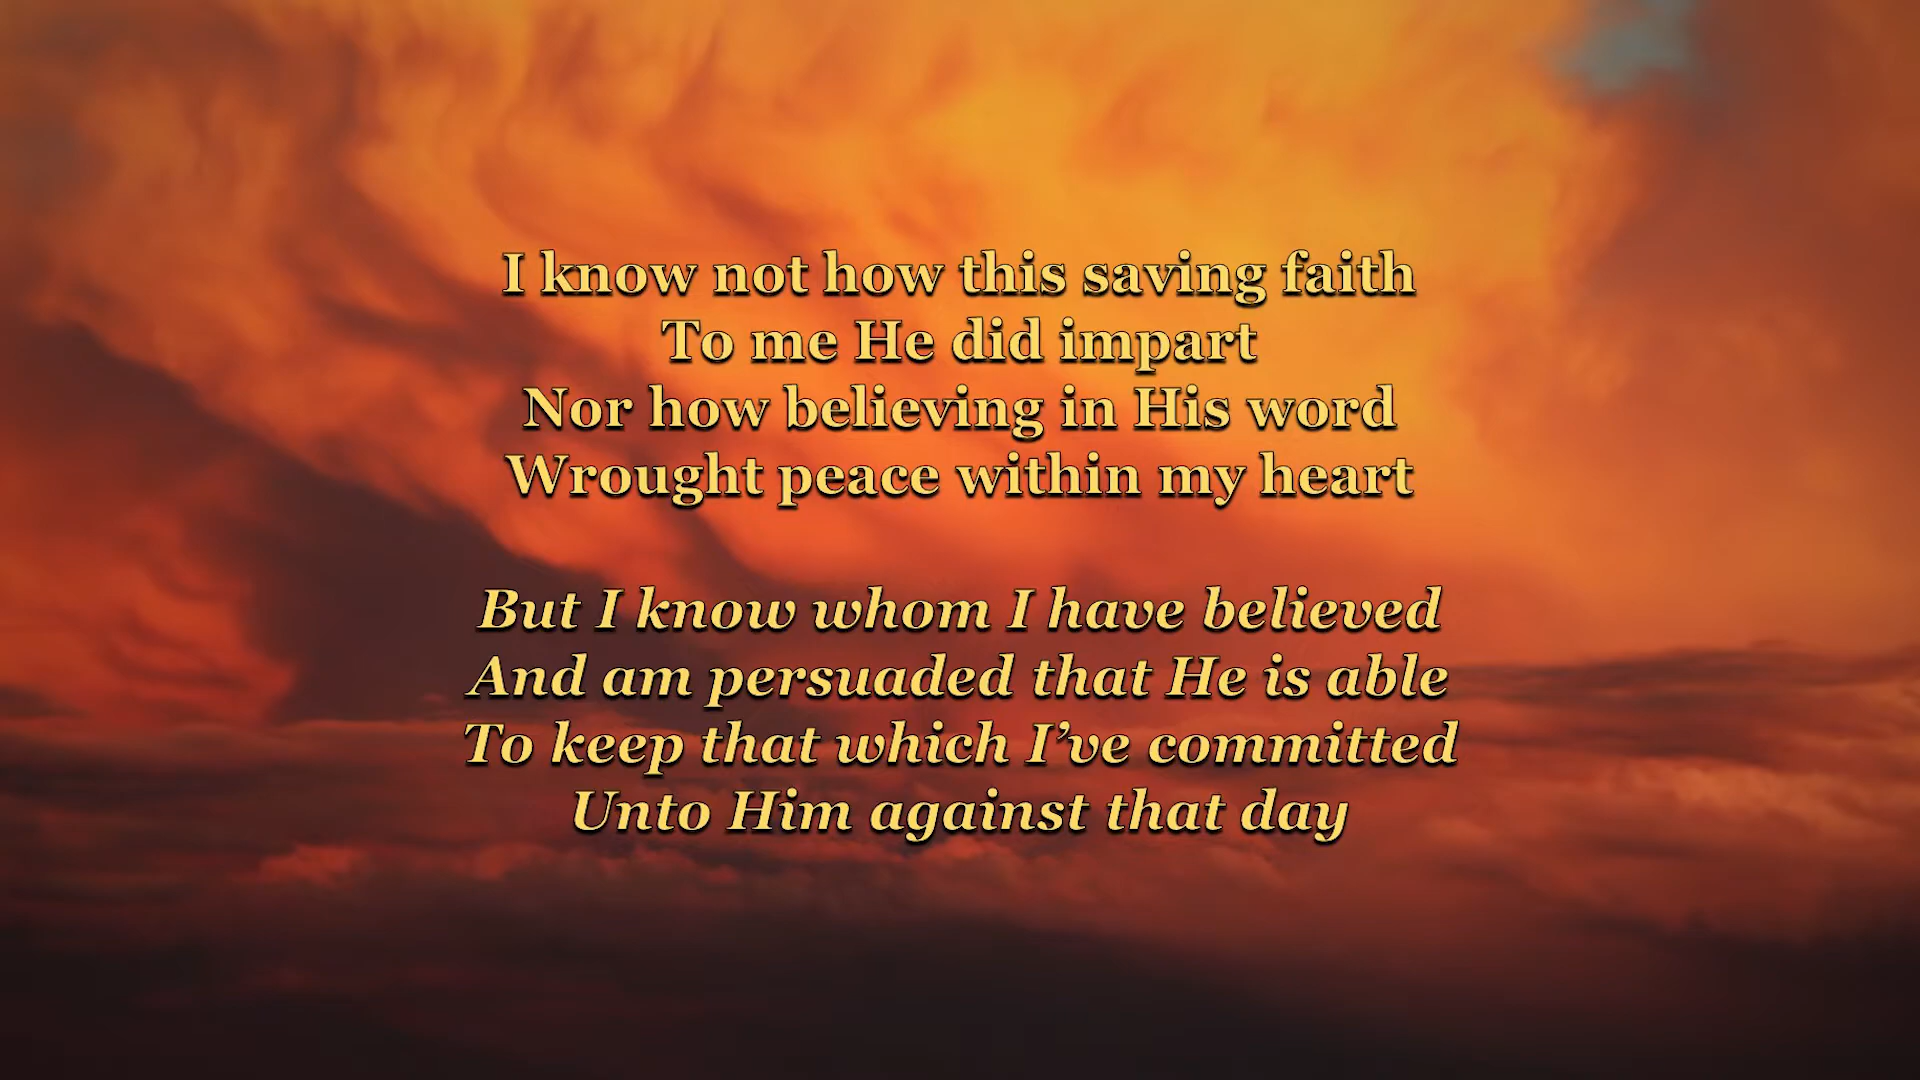 I know not how this saving faith
To me He did impart
Nor how believing in His word
Wrought peace within my heart
But I know whom I have believed
And am persuaded that He is able
To keep that which I’ve committed
Unto Him against that day